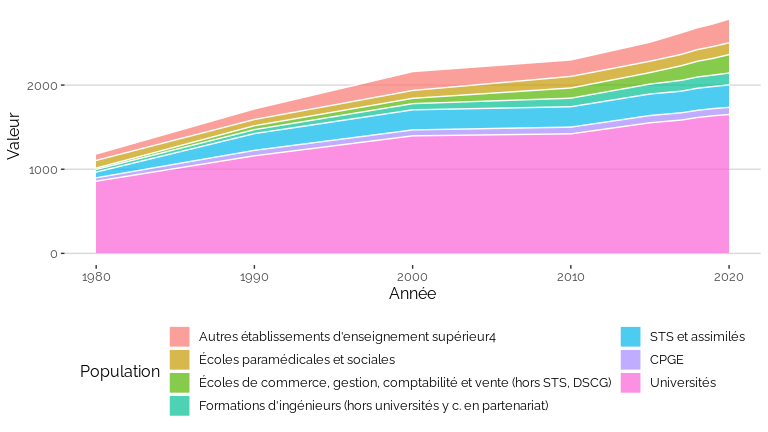 Valeur
2000
1000
0
1980 1990 2000 2010 2020
Année
Population
Autres établissements d'enseignement supérieur4
Écoles paramédicales et sociales
Écoles de commerce, gestion, comptabilité et vente (hors STS, DSCG)
Formations d'ingénieurs (hors universités y c. en partenariat)
STS et assimilés
CPGE
Universités